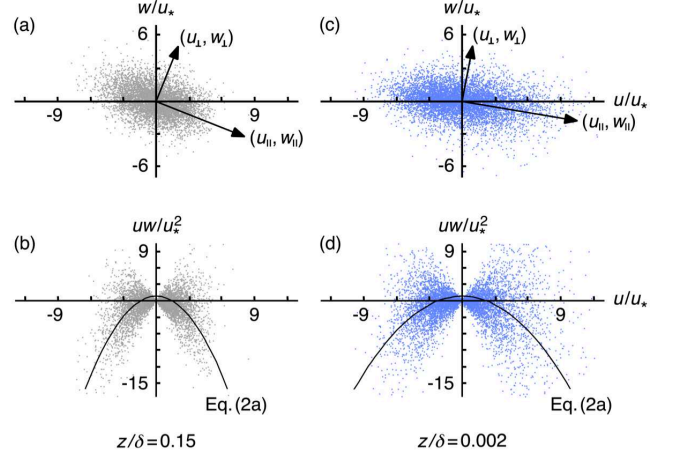 (a)
w/u*
6
(u⊥, w⊥)
-9
9
(u||, w||)
-6
(c)
w/u*
6
(u⊥, w⊥)
u/u*
-9
(u||, w||)
-6
(b)
uw/u*²
9
-9
9
-15
Eq. (2a)
z/δ=0.15
(d)
uw/u*²
9
u/u*
-9
9
-15
Eq. (2a)
z/δ=0.002